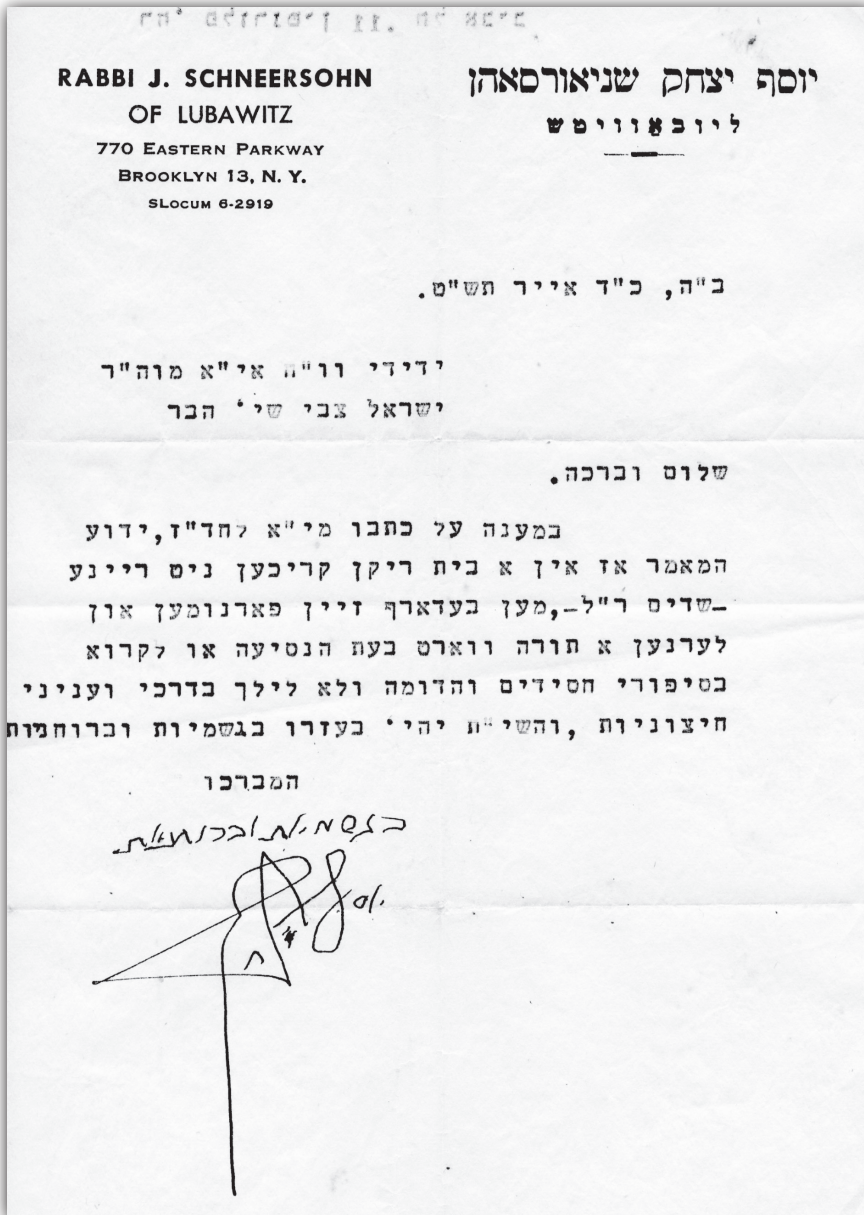 RABBI J. SCHNEERSOHN
OF LUBAWITZ
770 EASTERN PARKWAY
BROOKLYN 13, N. Y.
SLOCUM 6-2919
יוסף יצחק שניאורסאהן
ליובאוויטש
ב"ה, כ"ד אייר תש"ט.
ידידי וו"ח אי"א מוה"ר
ישראל צבי שי' הבר
שלום וברכה.
במענה על כתבו מי"א לחד"ז,ידוע
המאמר אז אין א בית ריקן קריכען ניט ריינע
-שדים ר"ל-,מען בעדארף זיין פארנומען און
לערנען א תורה ווארט בעת הנסיעה או לקרוא
בסיפורי חסידים והדומה ולא לילך בדרכי ועניני
חיצוניות ,והשי"ת יהי' בעזרו בגשמיות וברוחניות
המברכו
בגשמיות וברוחניות